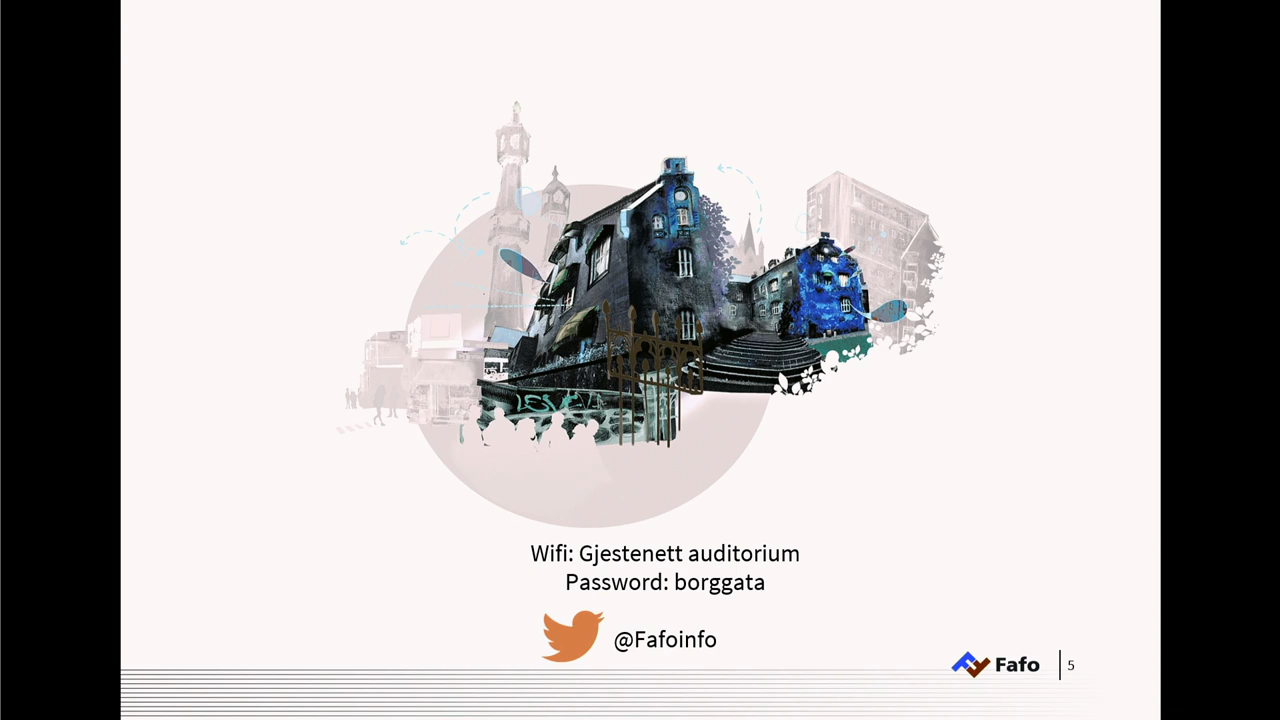 Wifi: Gjestenett auditorium
Password: borggata
@Fafoinfo
Fafo
5